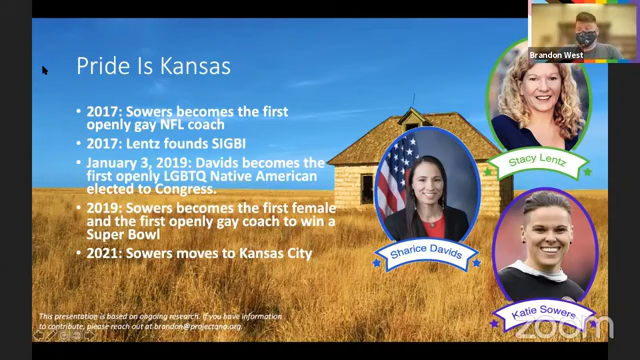 Pride Is Kansas
• 2017: Sowers becomes the first
openly gay NFL coach
• 2017: Lentz founds SIGBI
• January 3, 2019: Davids becomes the
first openly LGBTQ Native American
elected to Congress.
• 2019: Sowers becomes the first female
and the first openly gay coach to win a
Super Bowl
• 2021: Sowers moves to Kansas City
Brandon West
Stacy Lentz
Sharice Davids
Katie Sowers
This presentation is based on ongoing research. If you have information
to contribute, please reach out at brandon@projectqna.org.
zoom